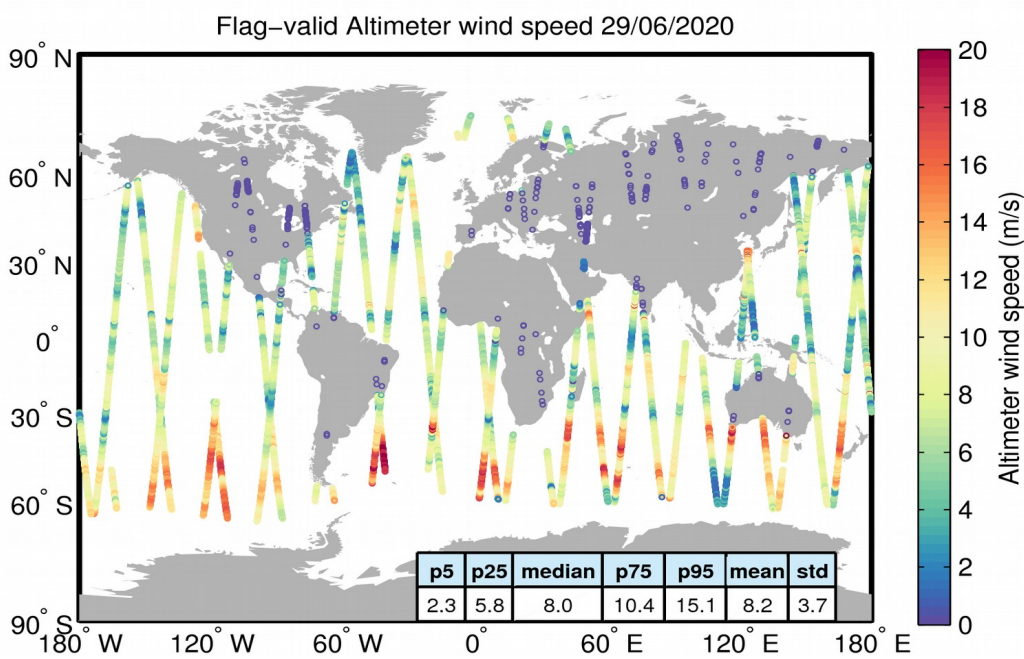 Flag−valid Altimeter wind speed 29/06/2020
90° N
60° N
30° N
0°
30° S
60° S
90° S
180° W
120° W
60° W
0°
60° E
120° E
180° E
p5 p25 median p75 p95 mean std
2.3 5.8 8.0 10.4 15.1 8.2 3.7
20
18
16
14
12
10
8
6
4
2
0
Altimeter wind speed (m/s)